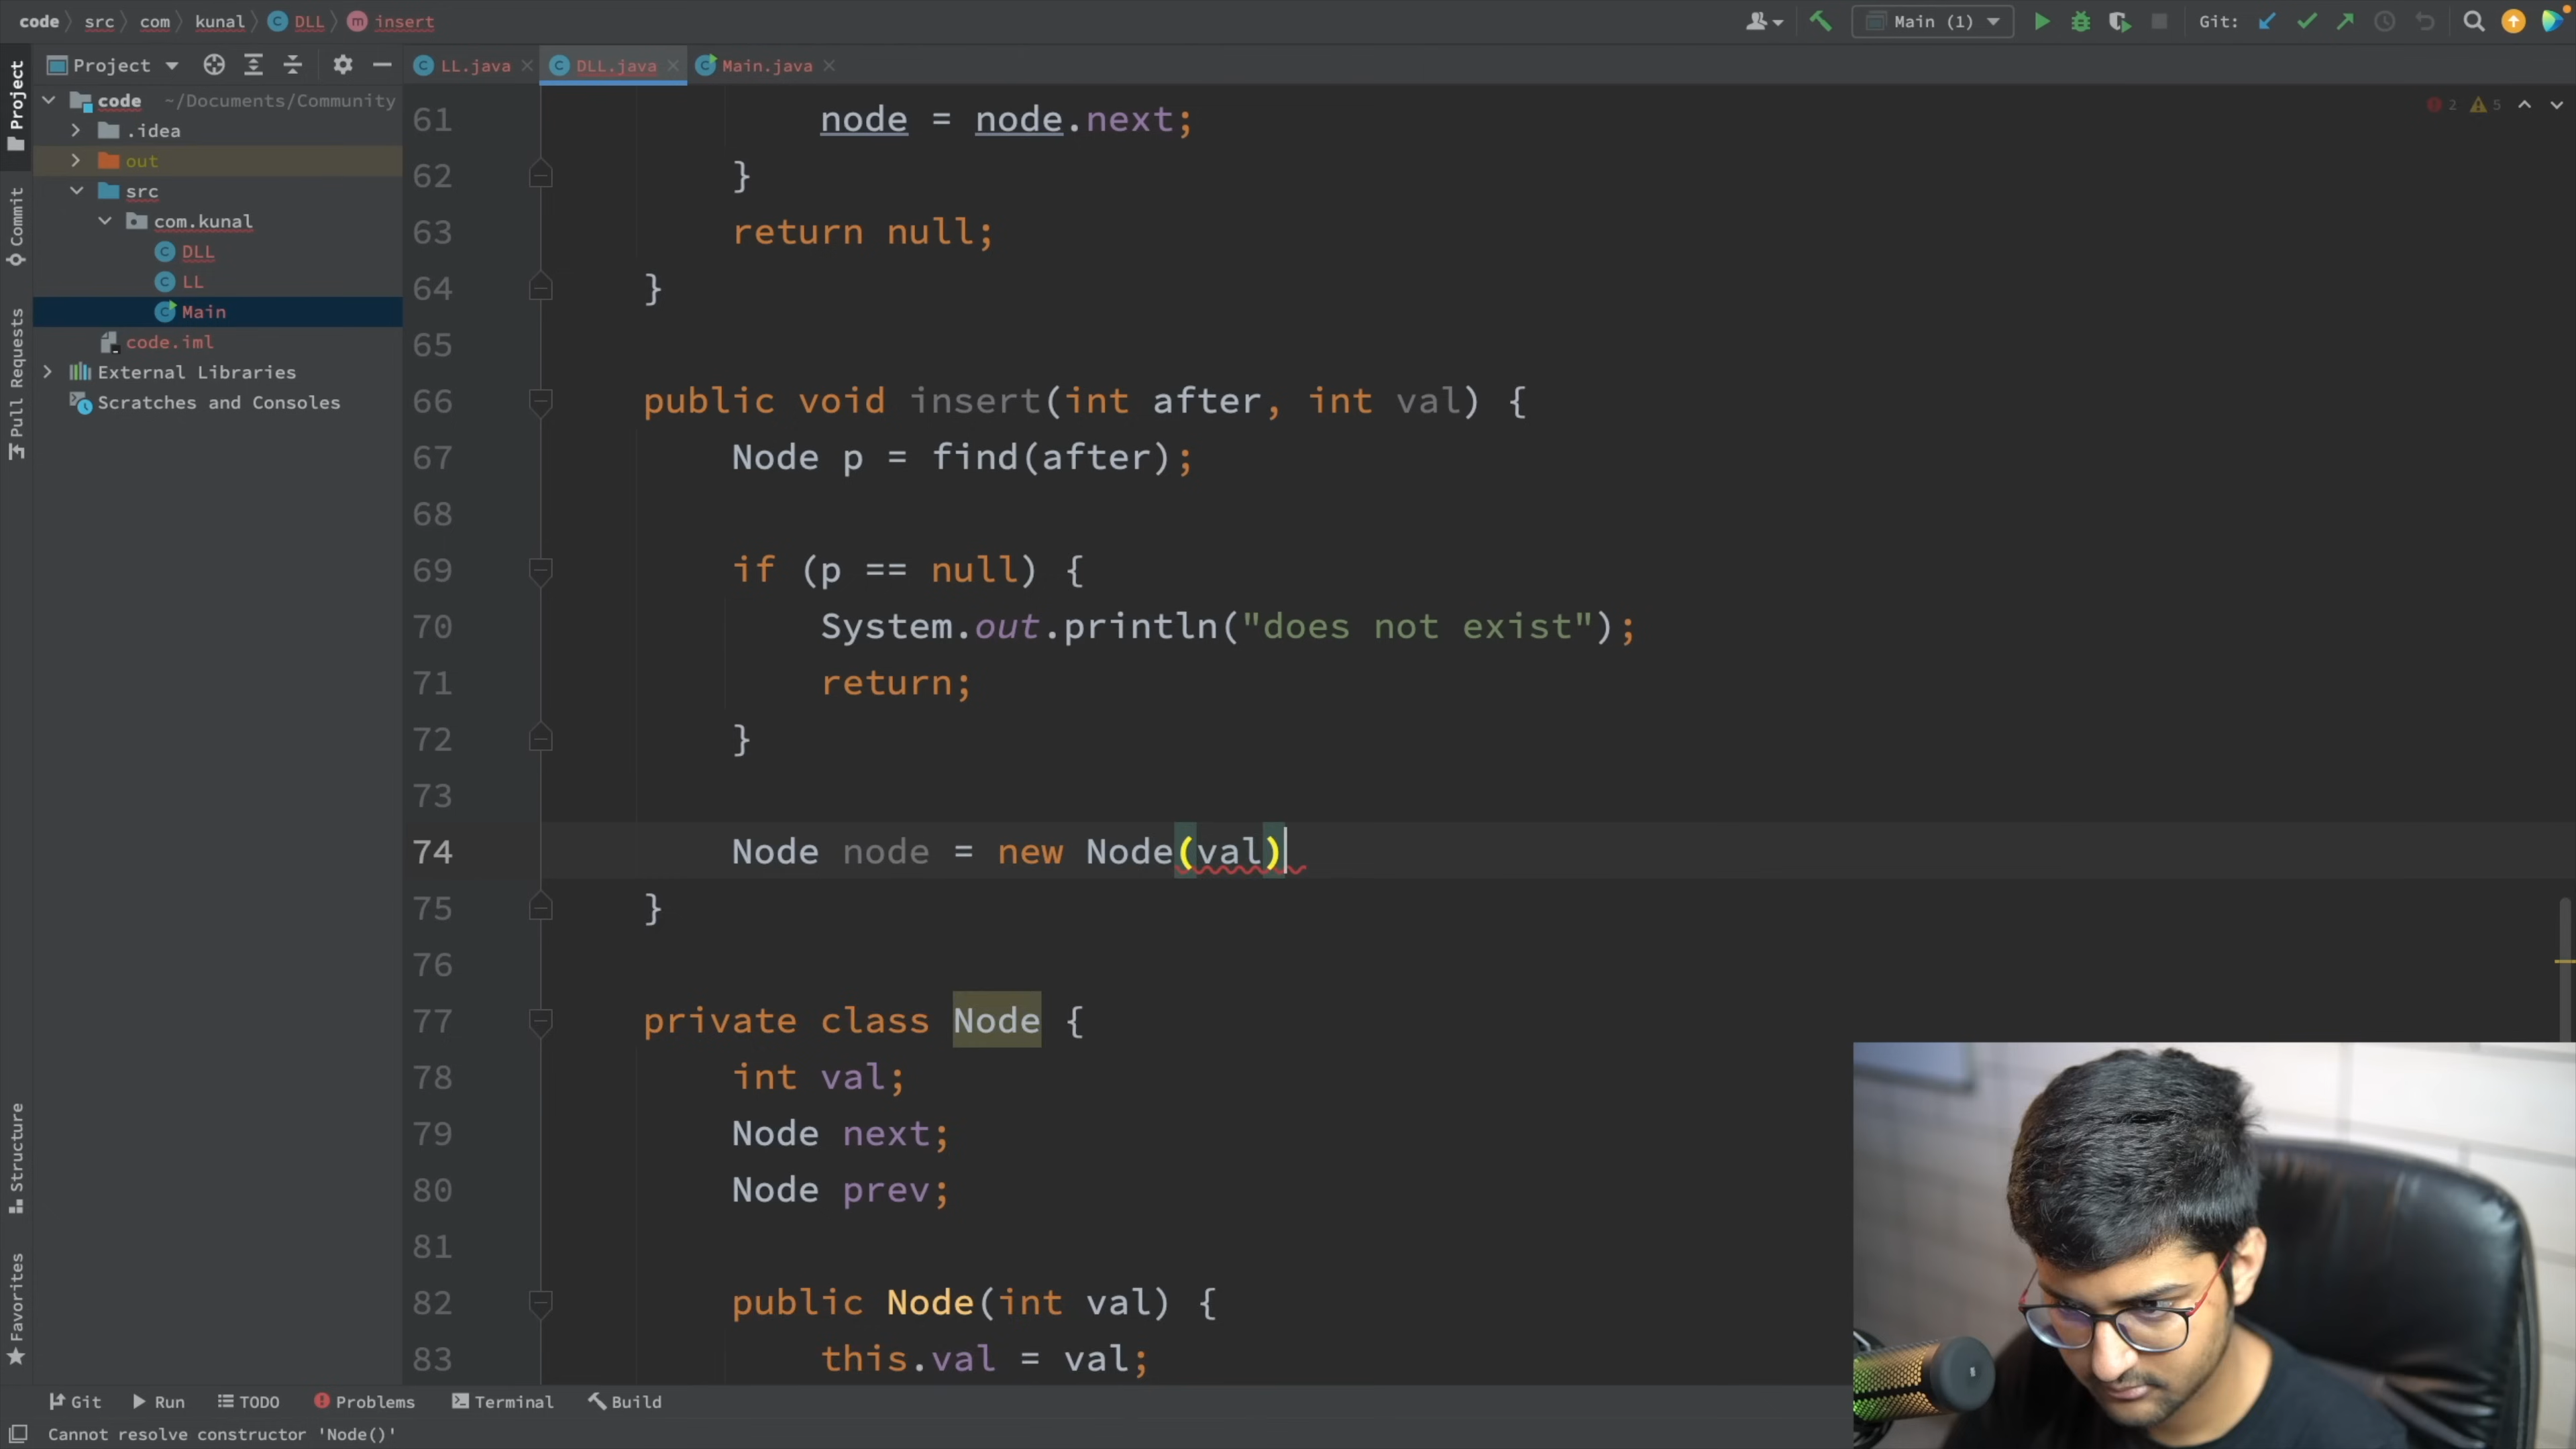 code src com kunal DLL insert
Main (1) Git:
Project
LL.java DLL.java Main.java
code ~/Documents/Community
.idea
out
src
com.kunal
DLL
LL
Main
code.iml
External Libraries
Scratches and Consoles
Project
Commit
Pull Requests
Structure
Favorites
2 5
61 node = node.next;
62 }
63 return null;
64 }
65
66 public void insert(int after, int val) {
67 Node p = find(after);
68
69 if (p == null) {
70 System.out.println("does not exist");
71 return;
72 }
73
74 Node node = new Node(val)
75 }
76
77 private class Node {
78 int val;
79 Node next;
80 Node prev;
81
82 public Node(int val) {
83 this.val = val;
Git Run TODO Problems Terminal Build
Cannot resolve constructor 'Node()'